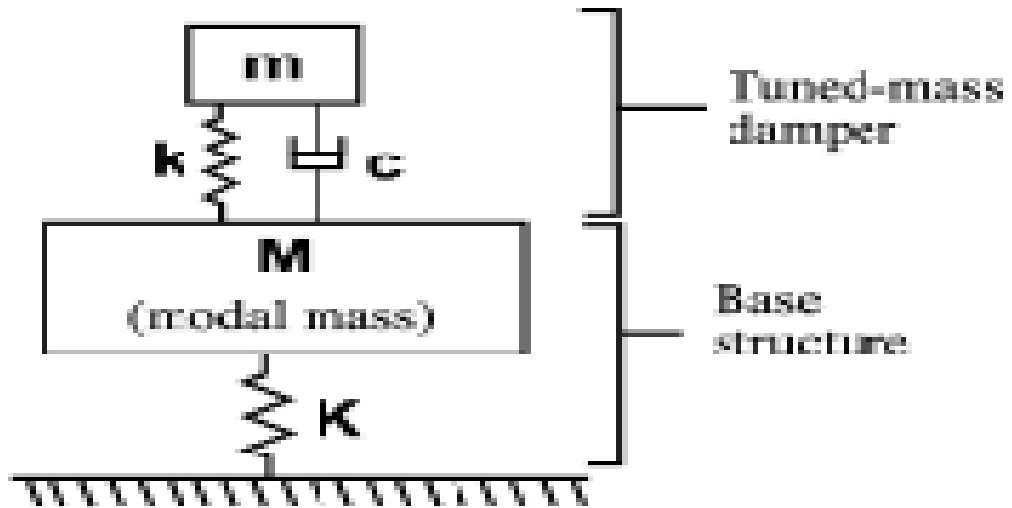 m
Tuned-mass
damper
k
c
M
(modal mass)
Base
structure
K